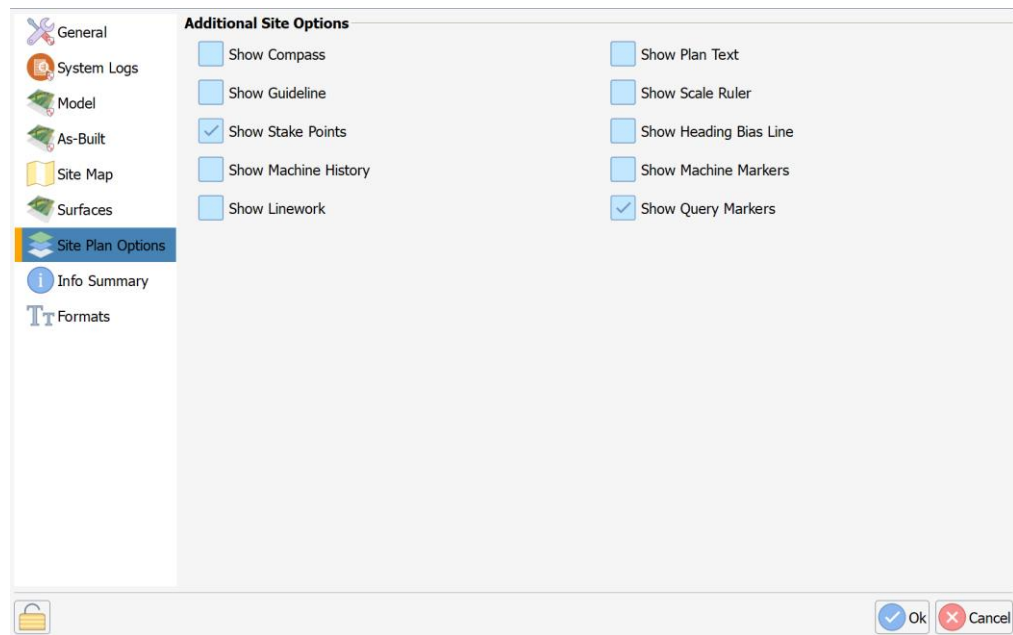 General
System Logs
Model
As-Built
Site Map
Surfaces
Site Plan Options
Info Summary
Formats
Additional Site Options
Show Compass
Show Guideline
Show Stake Points
Show Machine History
Show Linework
Show Plan Text
Show Scale Ruler
Show Heading Bias Line
Show Machine Markers
Show Query Markers
Ok
Cancel